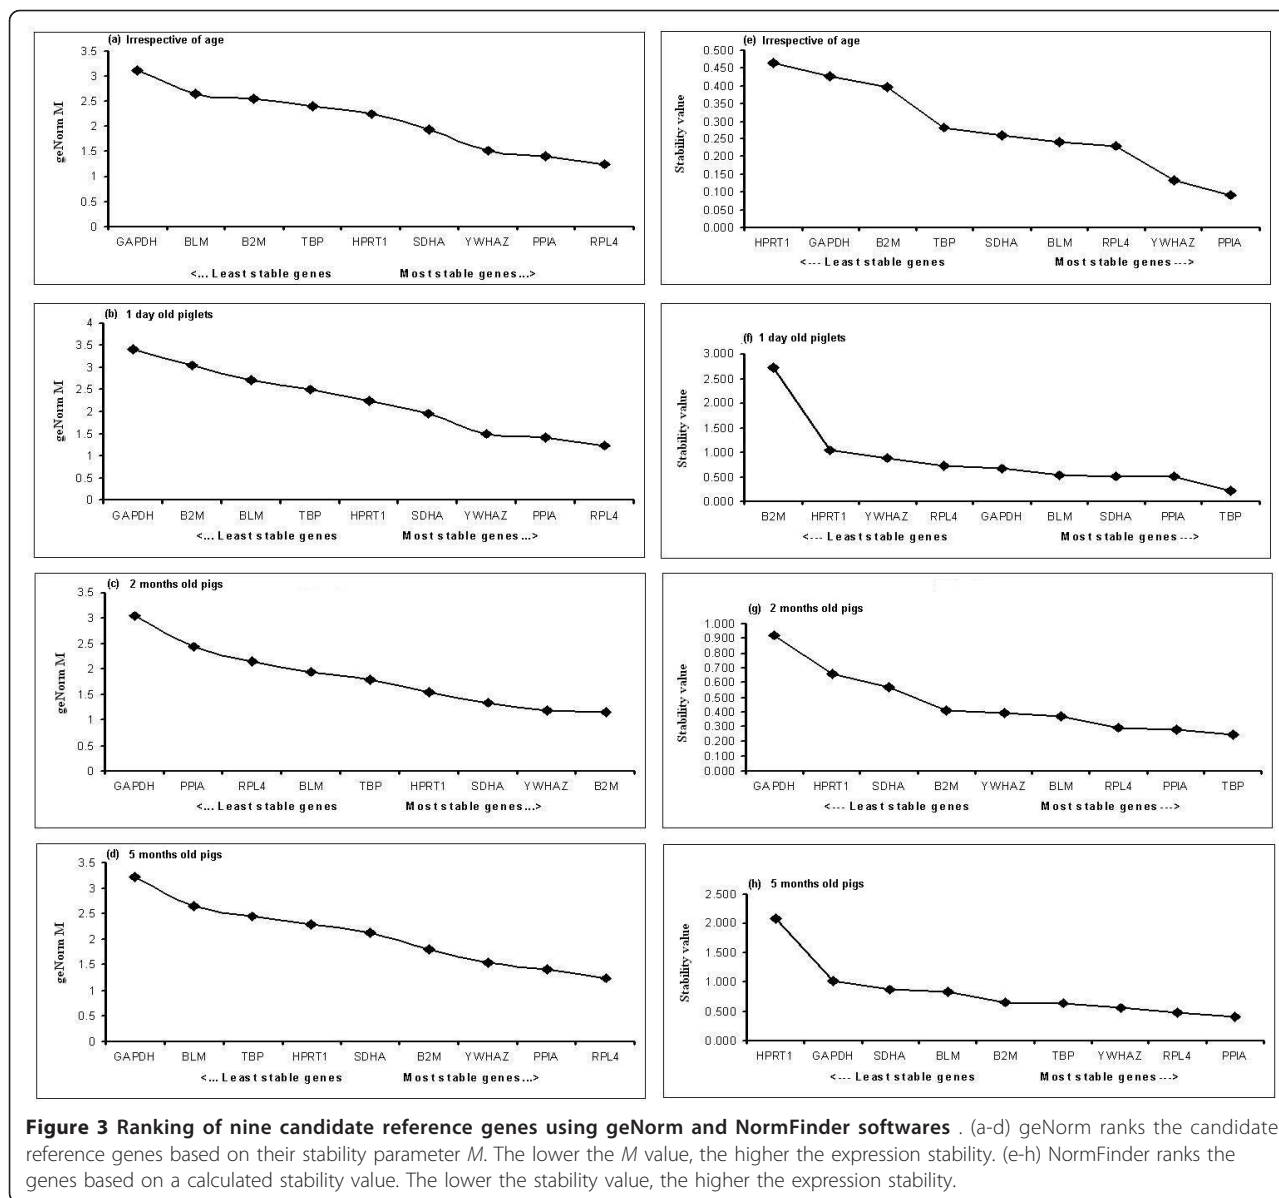 (a) Irrespective of age
geNorm M
3.5
3
2.5
2
1.5
1
0.5
0
GAPDH BLM B2M TBP HPRT1 SDHA YWHAZ PPIA RPL4
<... Least stable genes Most stable genes...>
(e) Irrespective of age
Stability value
0.500
0.450
0.400
0.350
0.300
0.250
0.200
0.150
0.100
0.050
0.000
HPRT1 GAPDH B2M TBP SDHA BLM RPL4 YWHAZ PPIA
<--- Least stable genes Most stable genes --->
(b) 1 day old piglets
geNorm M
4
3.5
3
2.5
2
1.5
1
0.5
0
GAPDH B2M BLM TBP HPRT1 SDHA YWHAZ PPIA RPL4
<... Least stable genes Most stable genes...>
(f) 1 day old piglets
Stability value
3.000
2.500
2.000
1.500
1.000
0.500
0.000
B2M HPRT1 YWHAZ RPL4 GAPDH BLM SDHA PPIA TBP
<--- Least stable genes Most stable genes --->
(c) 2 months old pigs
geNorm M
3.5
3
2.5
2
1.5
1
0.5
0
GAPDH PPIA RPL4 BLM TBP HPRT1 SDHA YWHAZ B2M
<... Least stable genes Most stable genes...>
(g) 2 months old pigs
Stability value
1.000
0.900
0.800
0.700
0.600
0.500
0.400
0.300
0.200
0.100
0.000
GAPDH HPRT1 SDHA B2M YWHAZ BLM RPL4 PPIA TBP
<--- Least stable genes Most stable genes --->
(d) 5 months old pigs
geNorm M
3.5
3
2.5
2
1.5
1
0.5
0
GAPDH BLM TBP HPRT1 SDHA B2M YWHAZ PPIA RPL4
<... Least stable genes Most stable genes...>
(h) 5 months old pigs
Stability value
2.500
2.000
1.500
1.000
0.500
0.000
HPRT1 GAPDH SDHA BLM B2M TBP YWHAZ RPL4 PPIA
<--- Least stable genes Most stable genes --->
Figure 3 Ranking of nine candidate reference genes using geNorm and NormFinder softwares . (a-d) geNorm ranks the candidate
reference genes based on their stability parameter M. The lower the M value, the higher the expression stability. (e-h) NormFinder ranks the
genes based on a calculated stability value. The lower the stability value, the higher the expression stability.